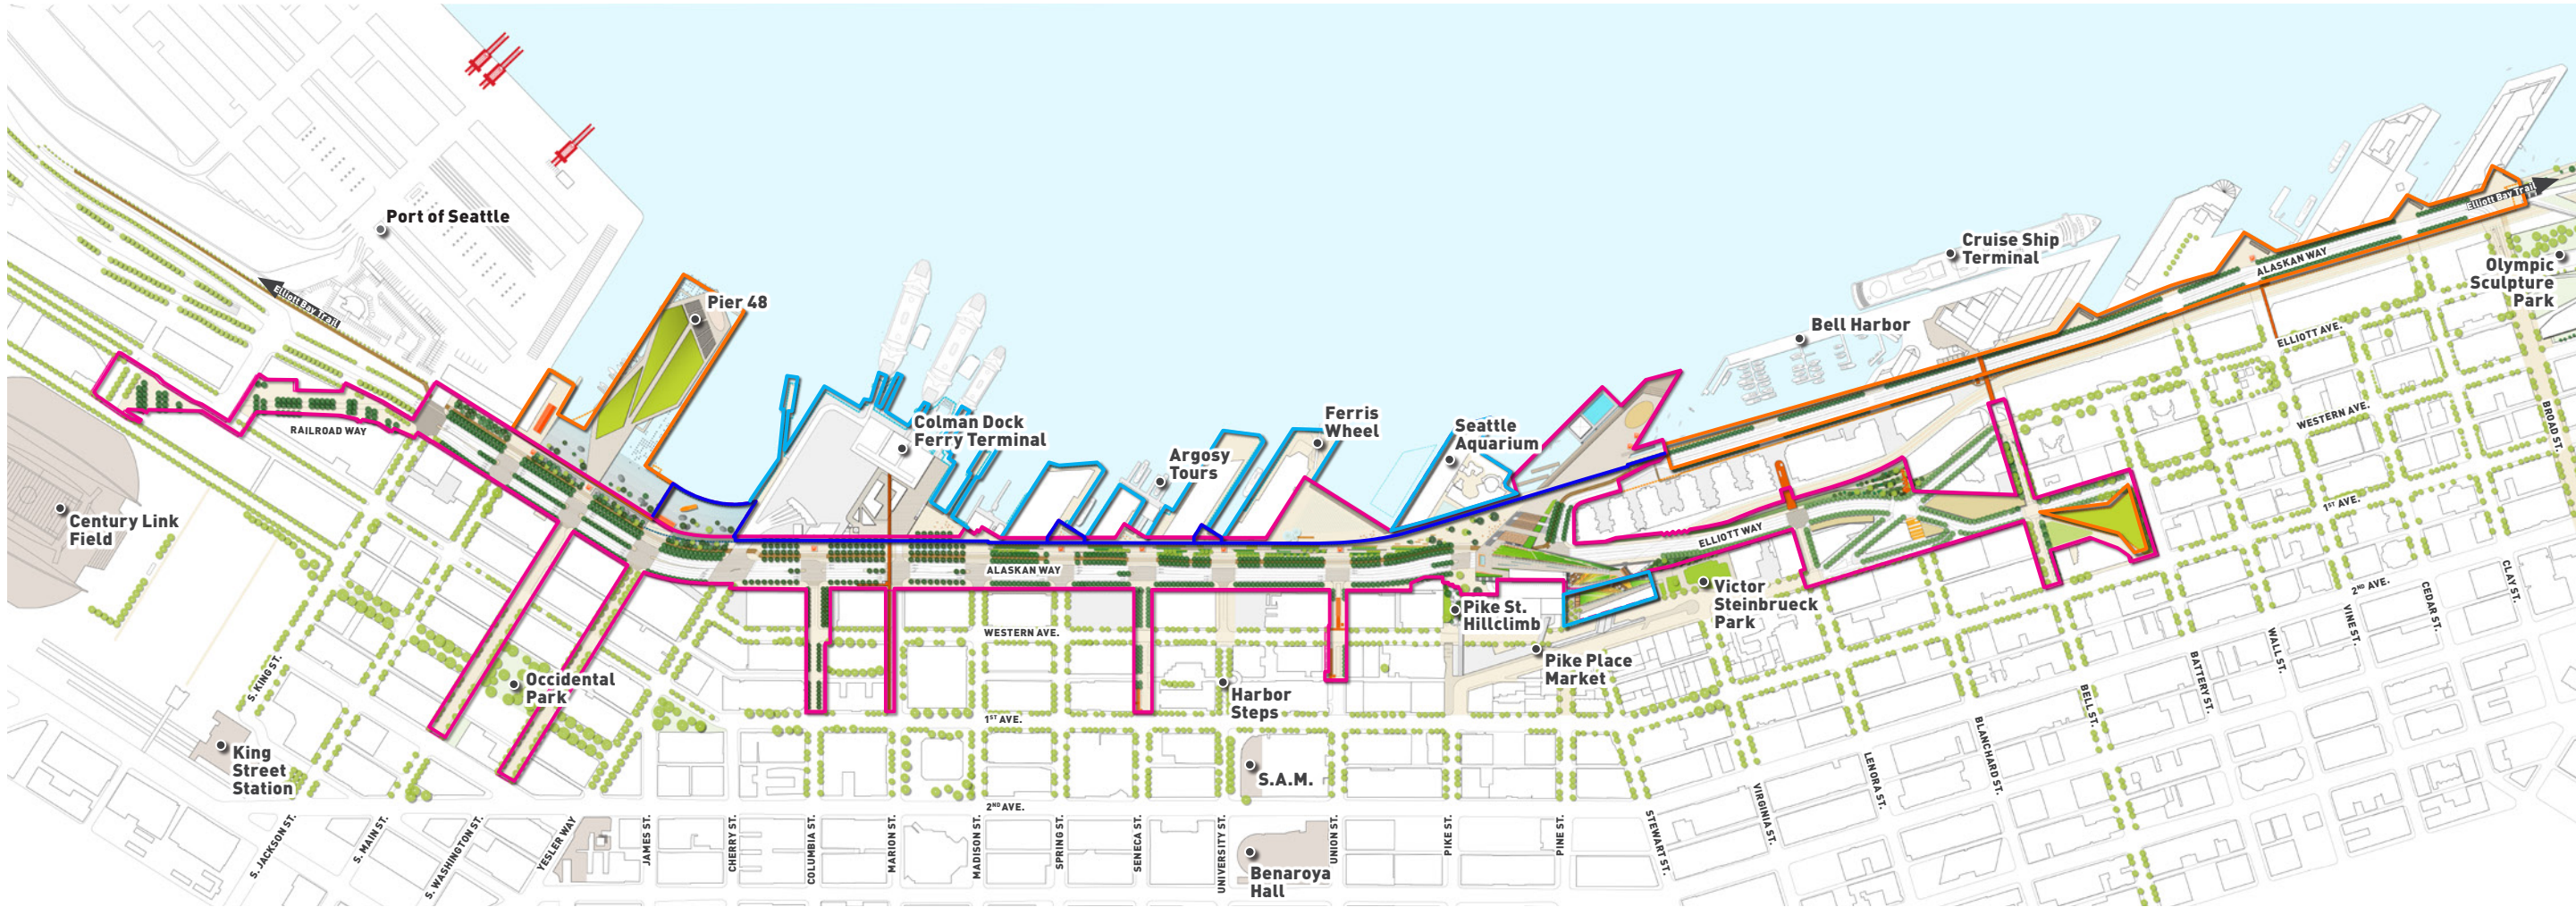 Port of Seattle
Elliott Bay Trail
Pier 48
Colman Dock
Ferry Terminal
Argosy
Tours
Ferris
Wheel
Seattle
Aquarium
Bell Harbor
Cruise Ship
Terminal
Elliott Bay Trail
ALASKAN WAY
Olympic
Sculpture
Park
ELLIOTT AVE.
WESTERN AVE.
BROAD ST.
1ST AVE.
2ND AVE.
CLAY ST.
CEDAR ST.
VINE ST.
WALL ST.
BATTERY ST.
BELL ST.
BLANCHARD ST.
LENORA ST.
VIRGINIA ST.
STEWART ST.
RAILROAD WAY
Century Link
Field
ALASKAN WAY
ELLIOTT WAY
Victor
Steinbrueck
Park
Pike St.
Hillclimb
Pike Place
Market
WESTERN AVE.
Harbor
Steps
1ST AVE.
S. KING ST.
Occidental
Park
King
Street
Station
S.A.M.
2ND AVE.
Benaroya
Hall
S. JACKSON ST.
S. MAIN ST.
S. WASHINGTON ST.
YESLER WAY
JAMES ST.
CHERRY ST.
COLUMBIA ST.
MARION ST.
MADISON ST.
SPRING ST.
SENECA ST.
UNIVERSITY ST.
UNION ST.
PIKE ST.
PINE ST.